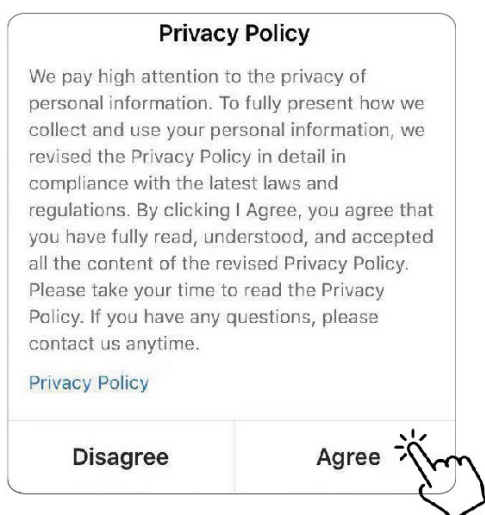 Privacy Policy
We pay high attention to the privacy of
personal information. To fully present how we
collect and use your personal information, we
revised the Privacy Policy in detail in
compliance with the latest laws and
regulations. By clicking I Agree, you agree that
you have fully read, understood, and accepted
all the content of the revised Privacy Policy.
Please take your time to read the Privacy
Policy. If you have any questions, please
contact us anytime.
Privacy Policy
Disagree
Agree